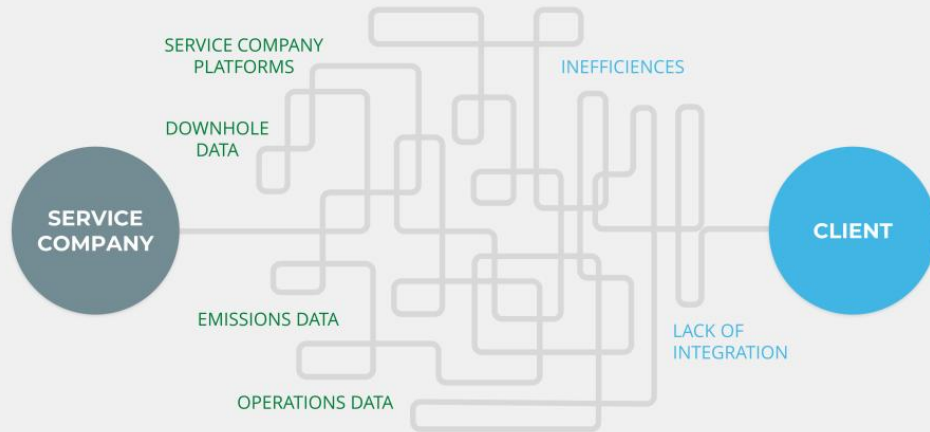 SERVICE COMPANY
PLATFORMS
INEFFICIENCES
DOWNHOLE
DATA
SERVICE
COMPANY
CLIENT
EMISSIONS DATA
LACK OF
INTEGRATION
OPERATIONS DATA